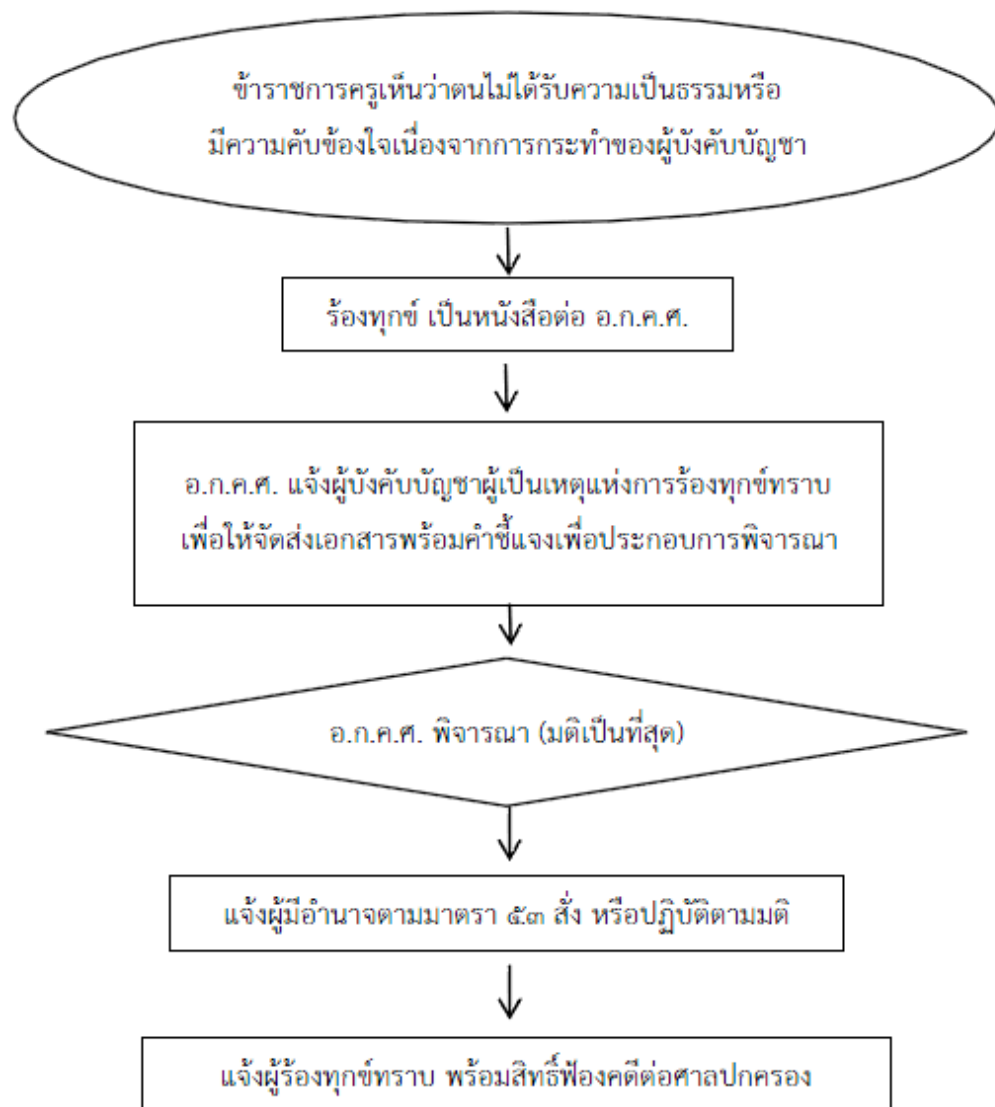 ข้าราชการครูเห็นว่าตนไม่ได้รับความเป็นธรรมหรือ
มีความคับข้องใจเนื่องจากการกระทำของผู้บังคับบัญชา
ร้องทุกข์ เป็นหนังสือต่อ อ.ก.ค.ศ.
อ.ก.ค.ศ. แจ้งผู้บังคับบัญชาผู้เป็นเหตุแห่งการร้องทุกข์ทราบ
เพื่อให้จัดส่งเอกสารพร้อมคำชี้แจงเพื่อประกอบการพิจารณา
อ.ก.ค.ศ. พิจารณา (มติเป็นที่สุด)
แจ้งผู้มีอำนาจตามมาตรา ๕๓ สั่ง หรือปฏิบัติตามมติ
แจ้งผู้ร้องทุกข์ทราบ พร้อมสิทธิ์ฟ้องคดีต่อศาลปกครอง